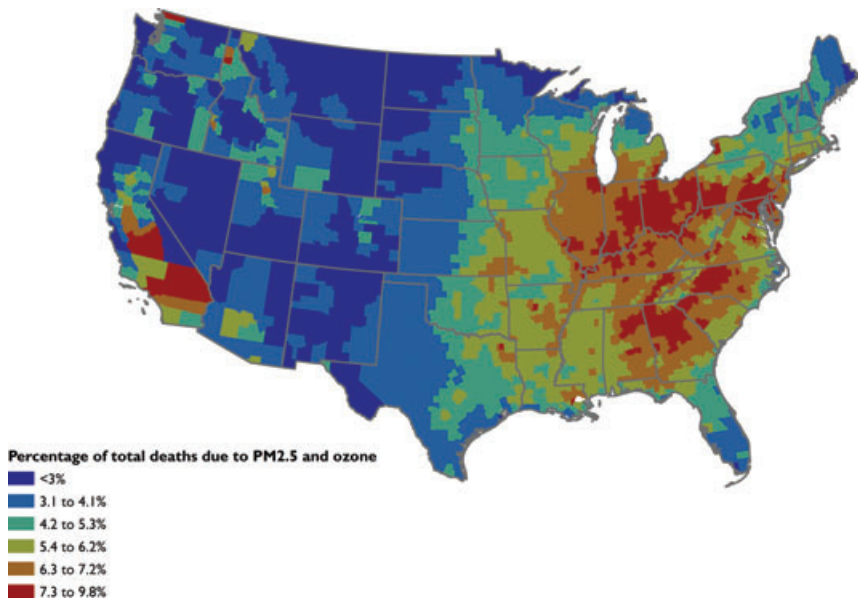 Percentage of total deaths due to PM2.5 and ozone
<3%
3.1 to 4.1%
4.2 to 5.3%
5.4 to 6.2%
6.3 to 7.2%
7.3 to 9.8%